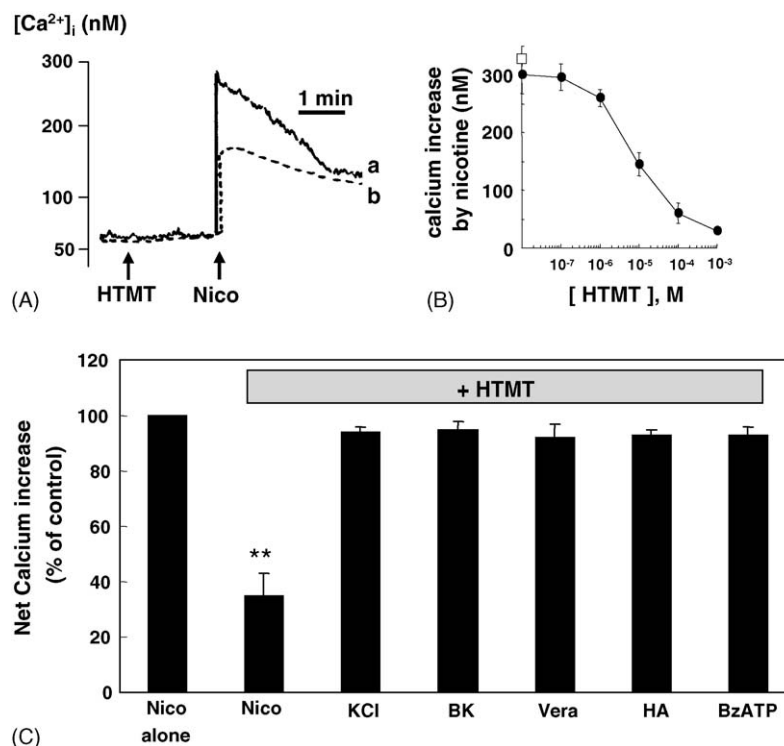 [Ca²⁺]ᵢ (nM)
300
200
100
50
1 min
a
b
HTMT
Nico
(A)
calcium increase
by nicotine (nM)
300
200
100
0
10⁻⁷
10⁻⁶
10⁻⁵
10⁻⁴
10⁻³
[ HTMT ], M
(B)
Net Calcium increase
(% of control)
120
100
80
60
40
20
0
+ HTMT
**
Nico
alone
Nico
KCl
BK
Vera
HA
BzATP
(C)